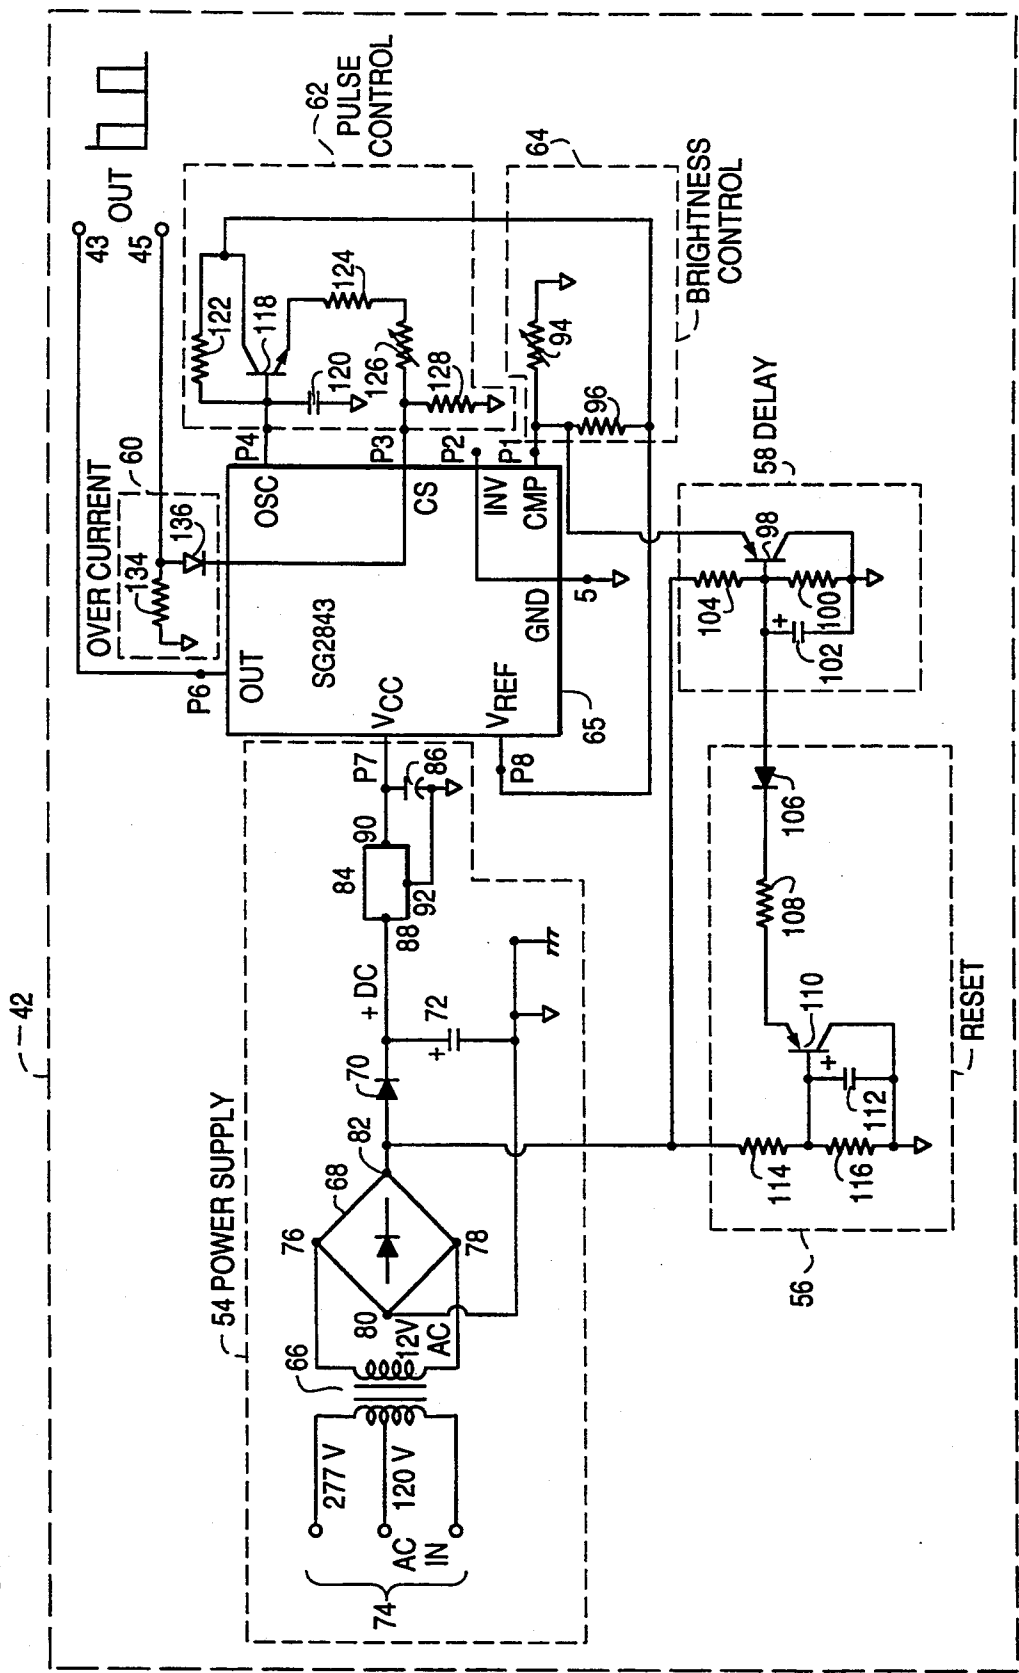 42
54 POWER SUPPLY
74
AC IN
277 V
120 V
66
12V
AC
76
68
78
80
82
70
+ DC
72
+
88
84
90
92
P7
86
VCC
VREF
P8
65
SG2843
OUT
P6
GND
5
OSC
CS
INV
CMP
P4
P3
P2
P1
OVER CURRENT
60
134
136
43
45
OUT
62
PULSE
CONTROL
122
118
120
124
126
128
64
94
96
BRIGHTNESS
CONTROL
58 DELAY
98
104
100
102
+
RESET
56
106
108
110
112
+
114
116